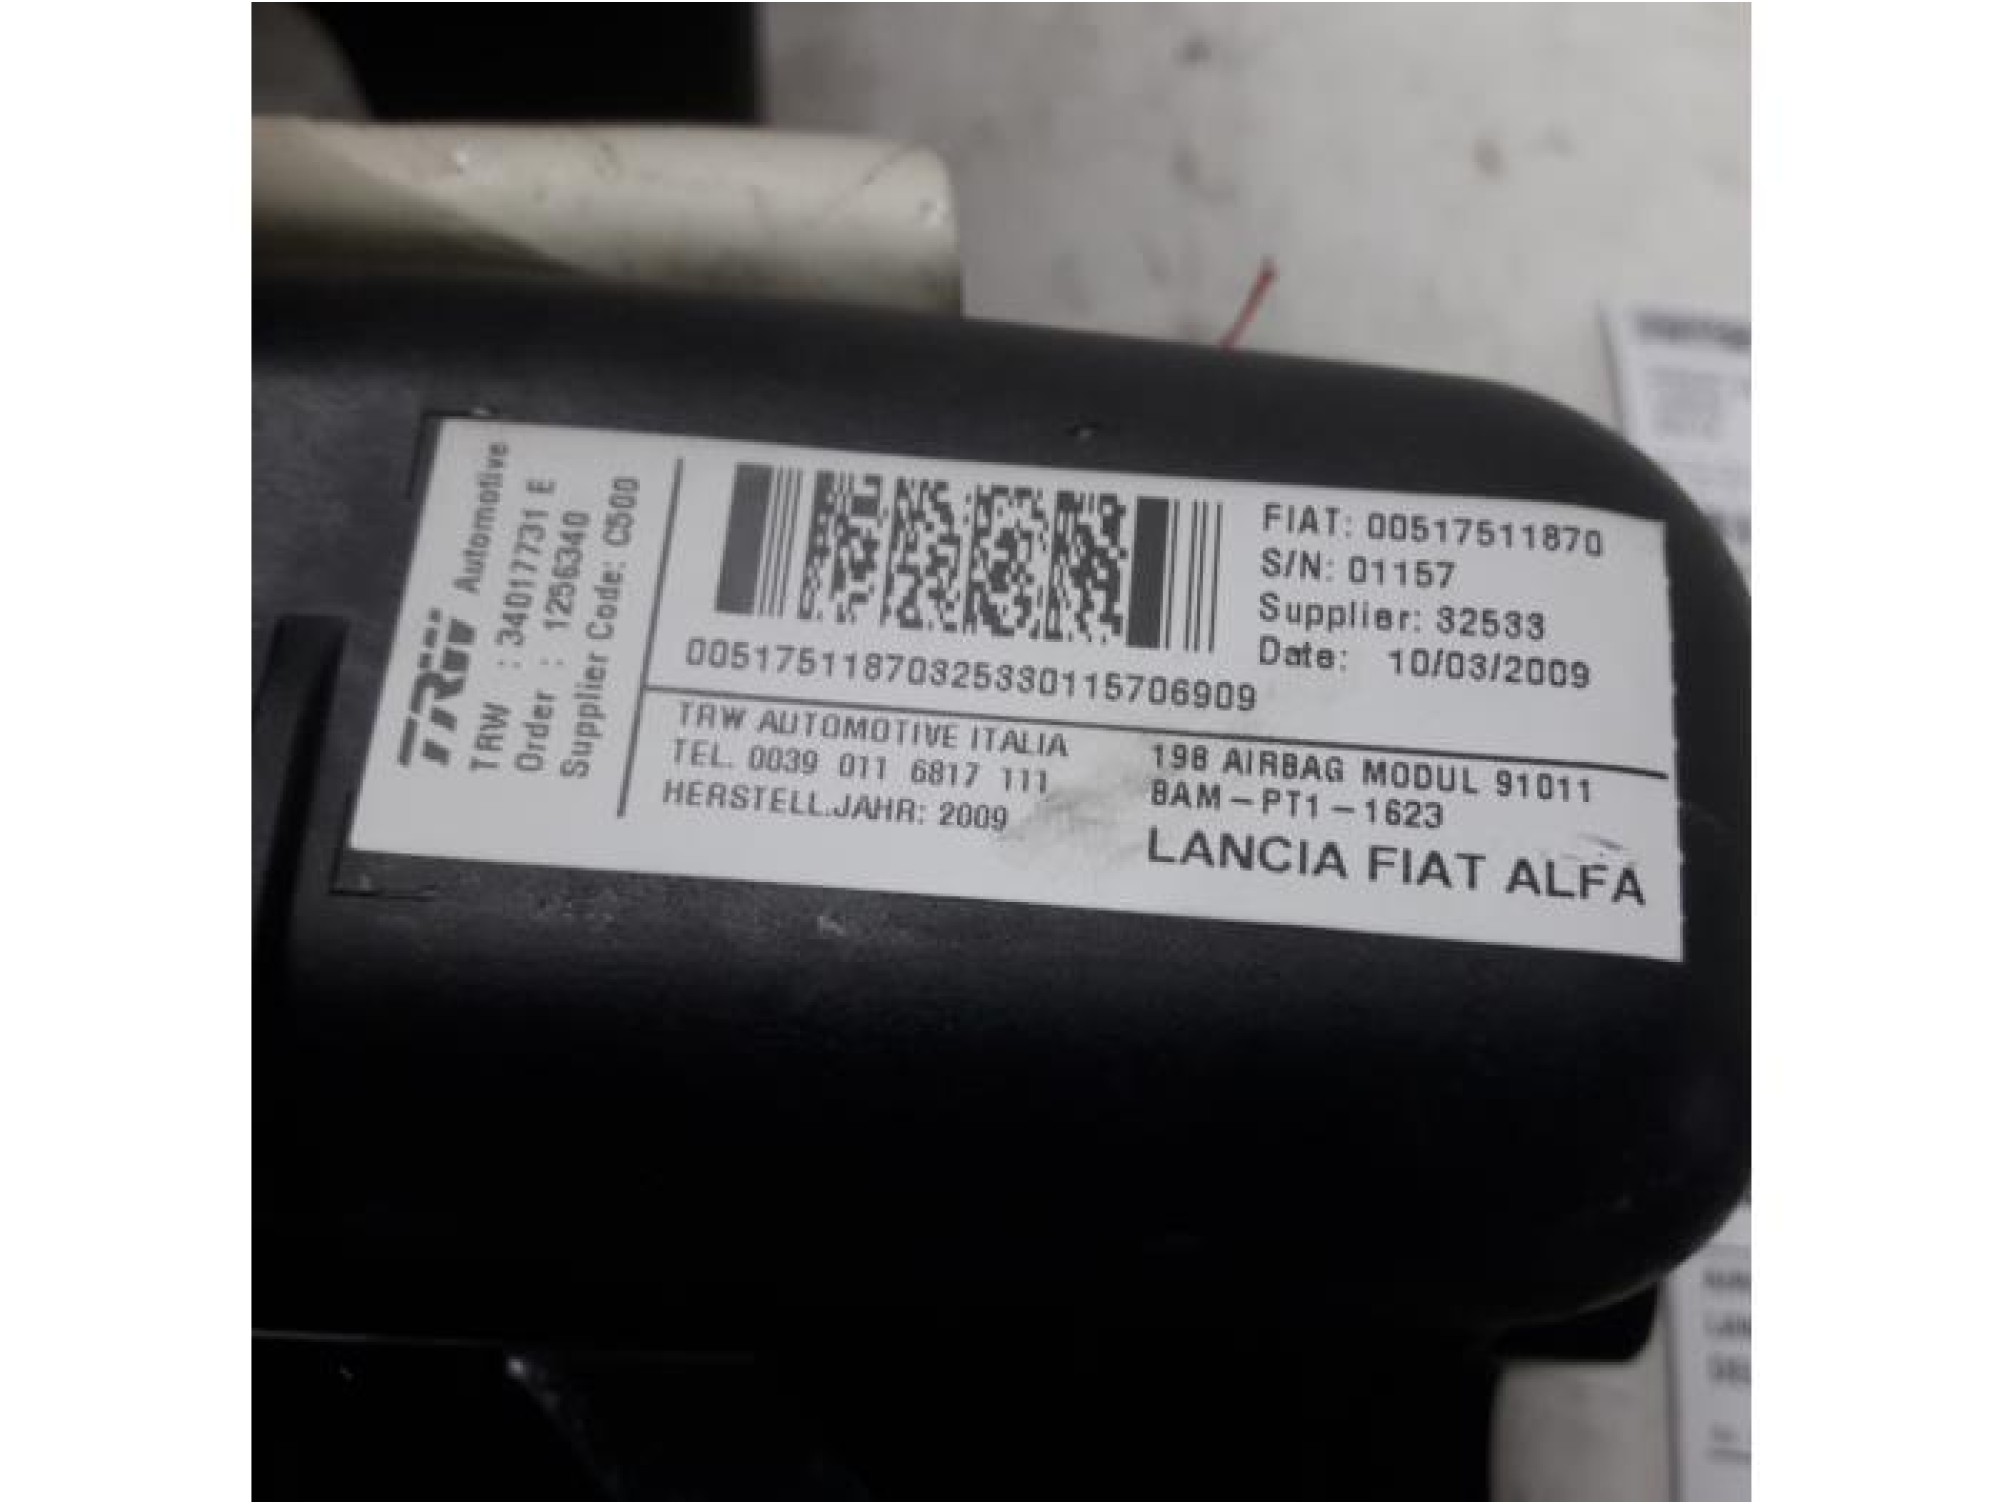 TRW Automotive
TRW : 34017731 E
Order : 1256340
Supplier Code: C500
FIAT: 00517511870
S/N: 01157
Supplier: 32533
Date: 10/03/2009
00517511870325330115706909
TRW AUTOMOTIVE ITALIA
TEL. 0039 011 6817 111
HERSTELL.JAHR: 2009
198 AIRBAG MODUL 91011
BAM-PT1-1623
LANCIA FIAT ALFA